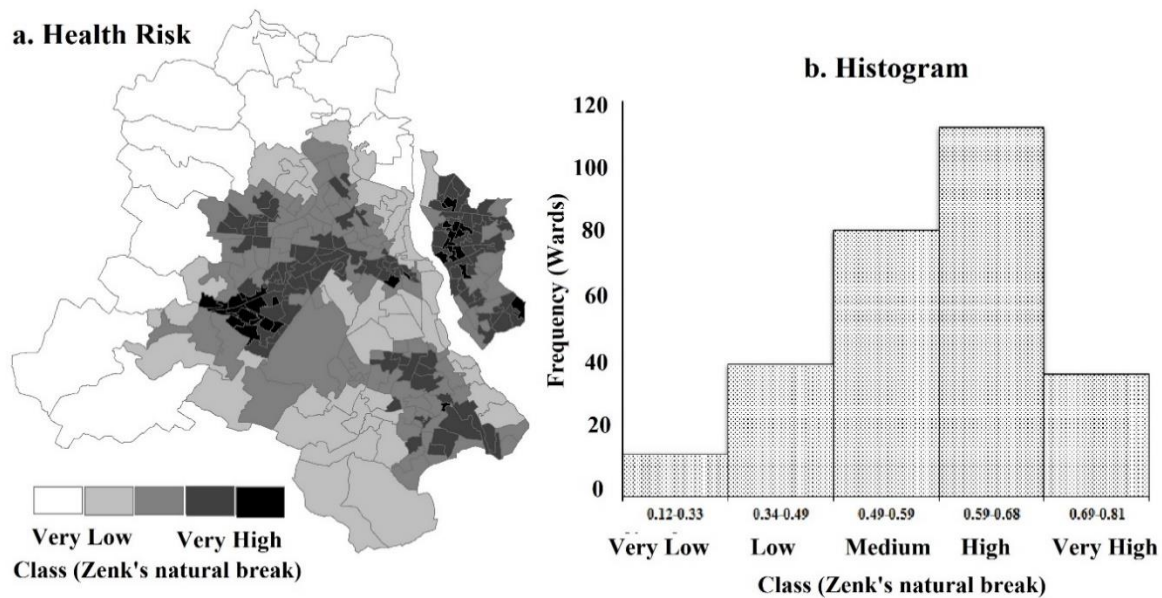 a. Health Risk
Very Low
Very High
Class (Zenk's natural break)
b. Histogram
Frequency (Wards)
120
100
80
60
40
20
0
0.12-0.33
0.34-0.49
0.49-0.59
0.59-0.68
0.69-0.81
Very Low
Low
Medium
High
Very High
Class (Zenk's natural break)